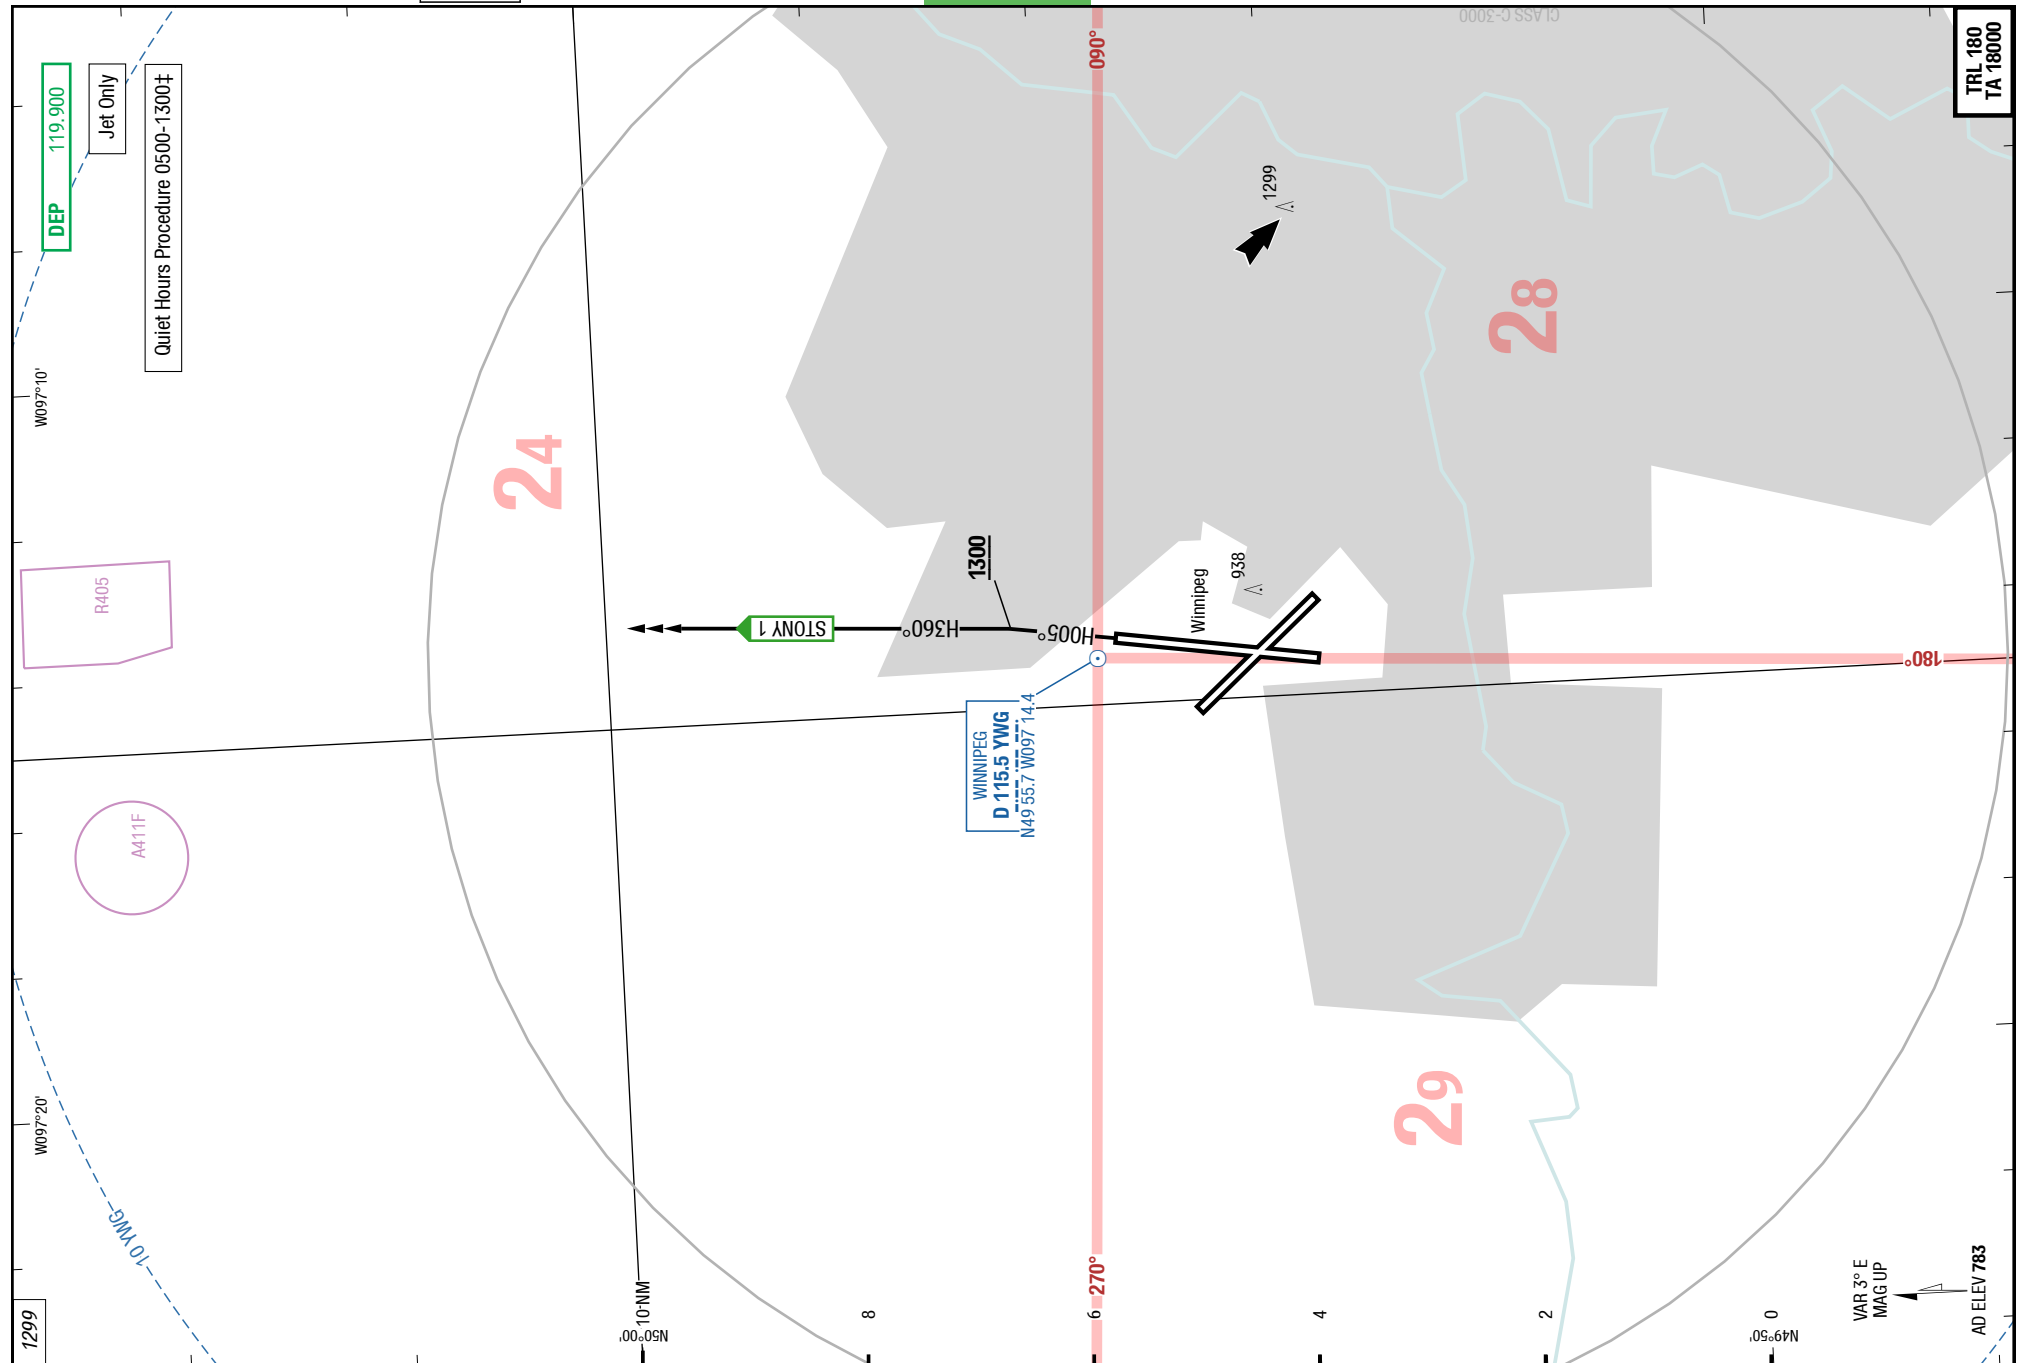 CLASS C-3000
TRL 180
TA 18000
DEP 119.900
Jet Only
Quiet Hours Procedure 0500-1300‡
090°
1299
28
W097°10'
24
R405
1300
938
Winnipeg
STONY 1
H360°
H005°
180°
WINNIPEG
D 115.5 YWG
N49 55.7 W097 14.4
A411F
29
W097°20'
10 YWG
270°
1299
10 NM
N50°00'
8
6
4
2
0
N49°50'
VAR 3° E
MAG UP
AD ELEV 783